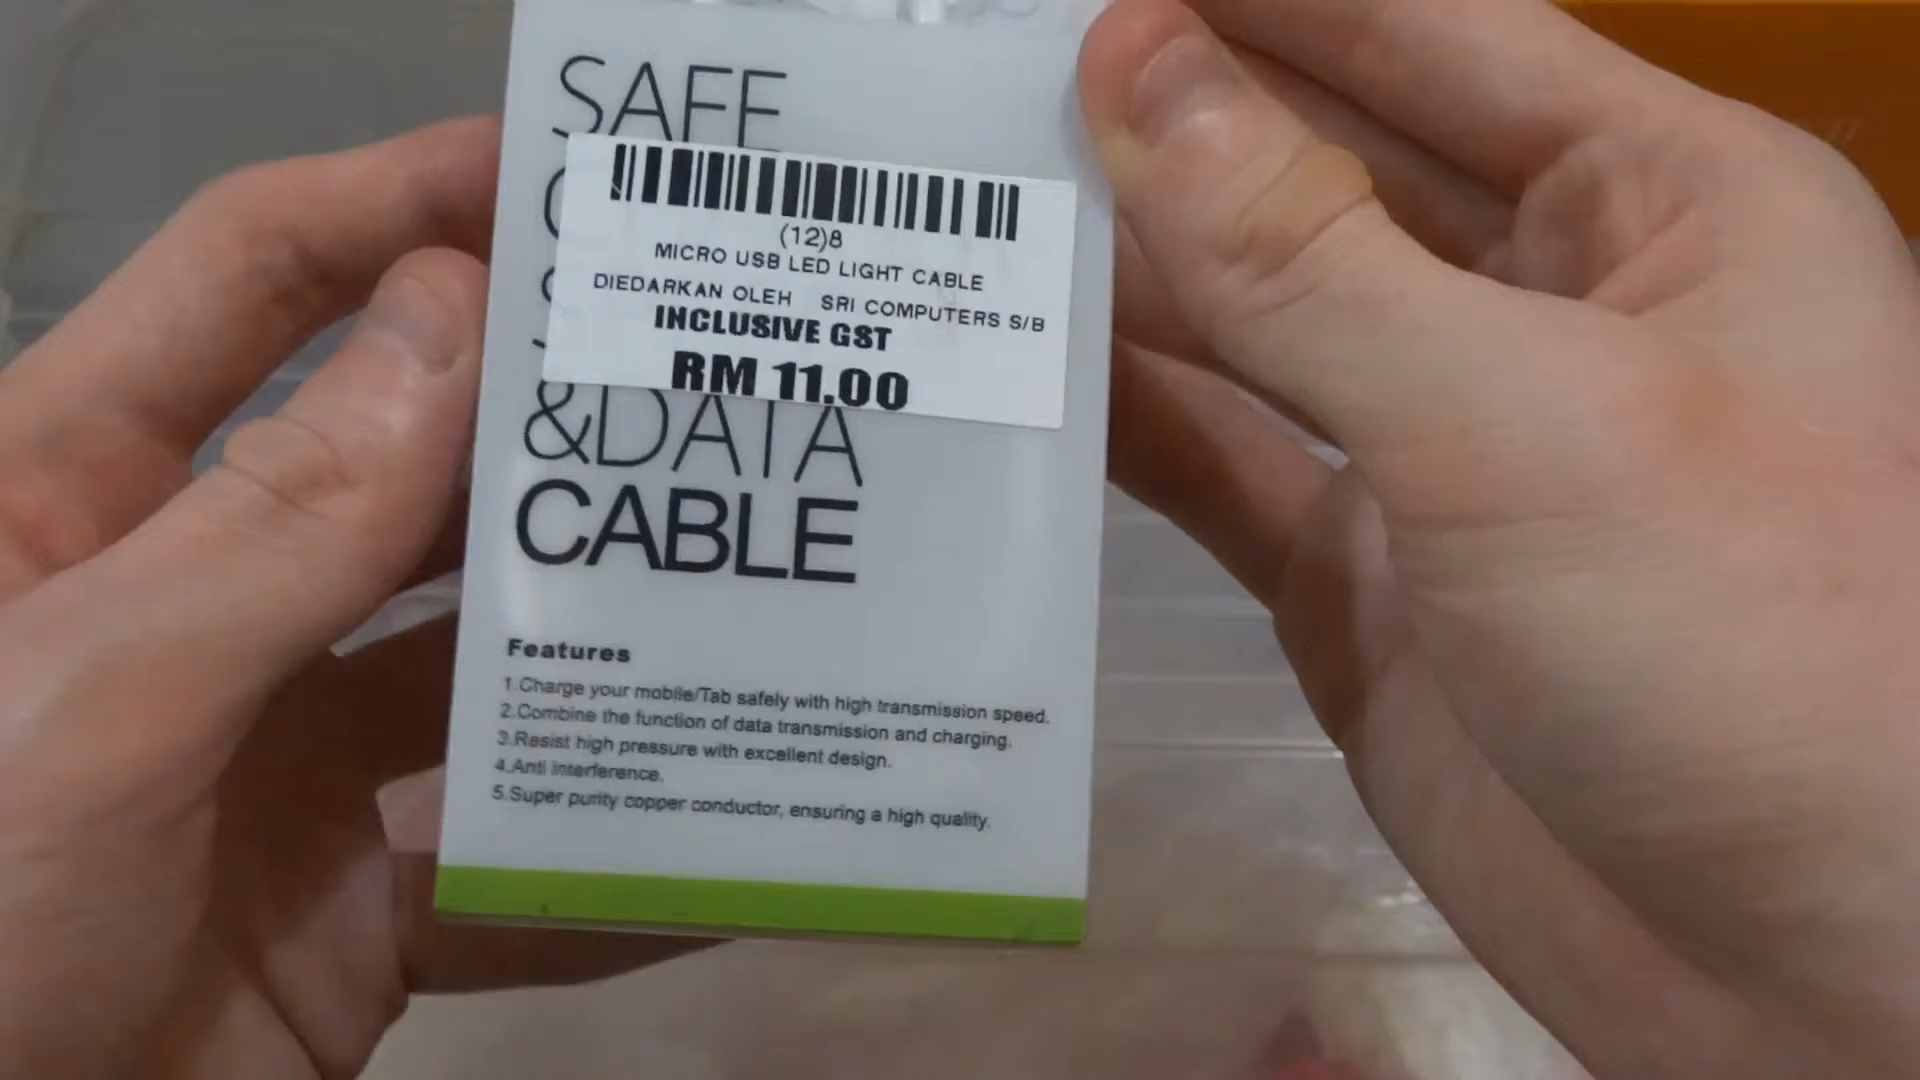 SAFE
(12)8
MICRO USB LED LIGHT CABLE
DIEDARKAN OLEH SRI COMPUTERS S/B
INCLUSIVE GST
RM 11.00
&DATA
CABLE
Features
1.Charge your mobile/Tab safely with high transmission speed.
2.Combine the function of data transmission and charging.
3.Resist high pressure with excellent design.
4.Anti interference.
5.Super purity copper conductor, ensuring a high quality.